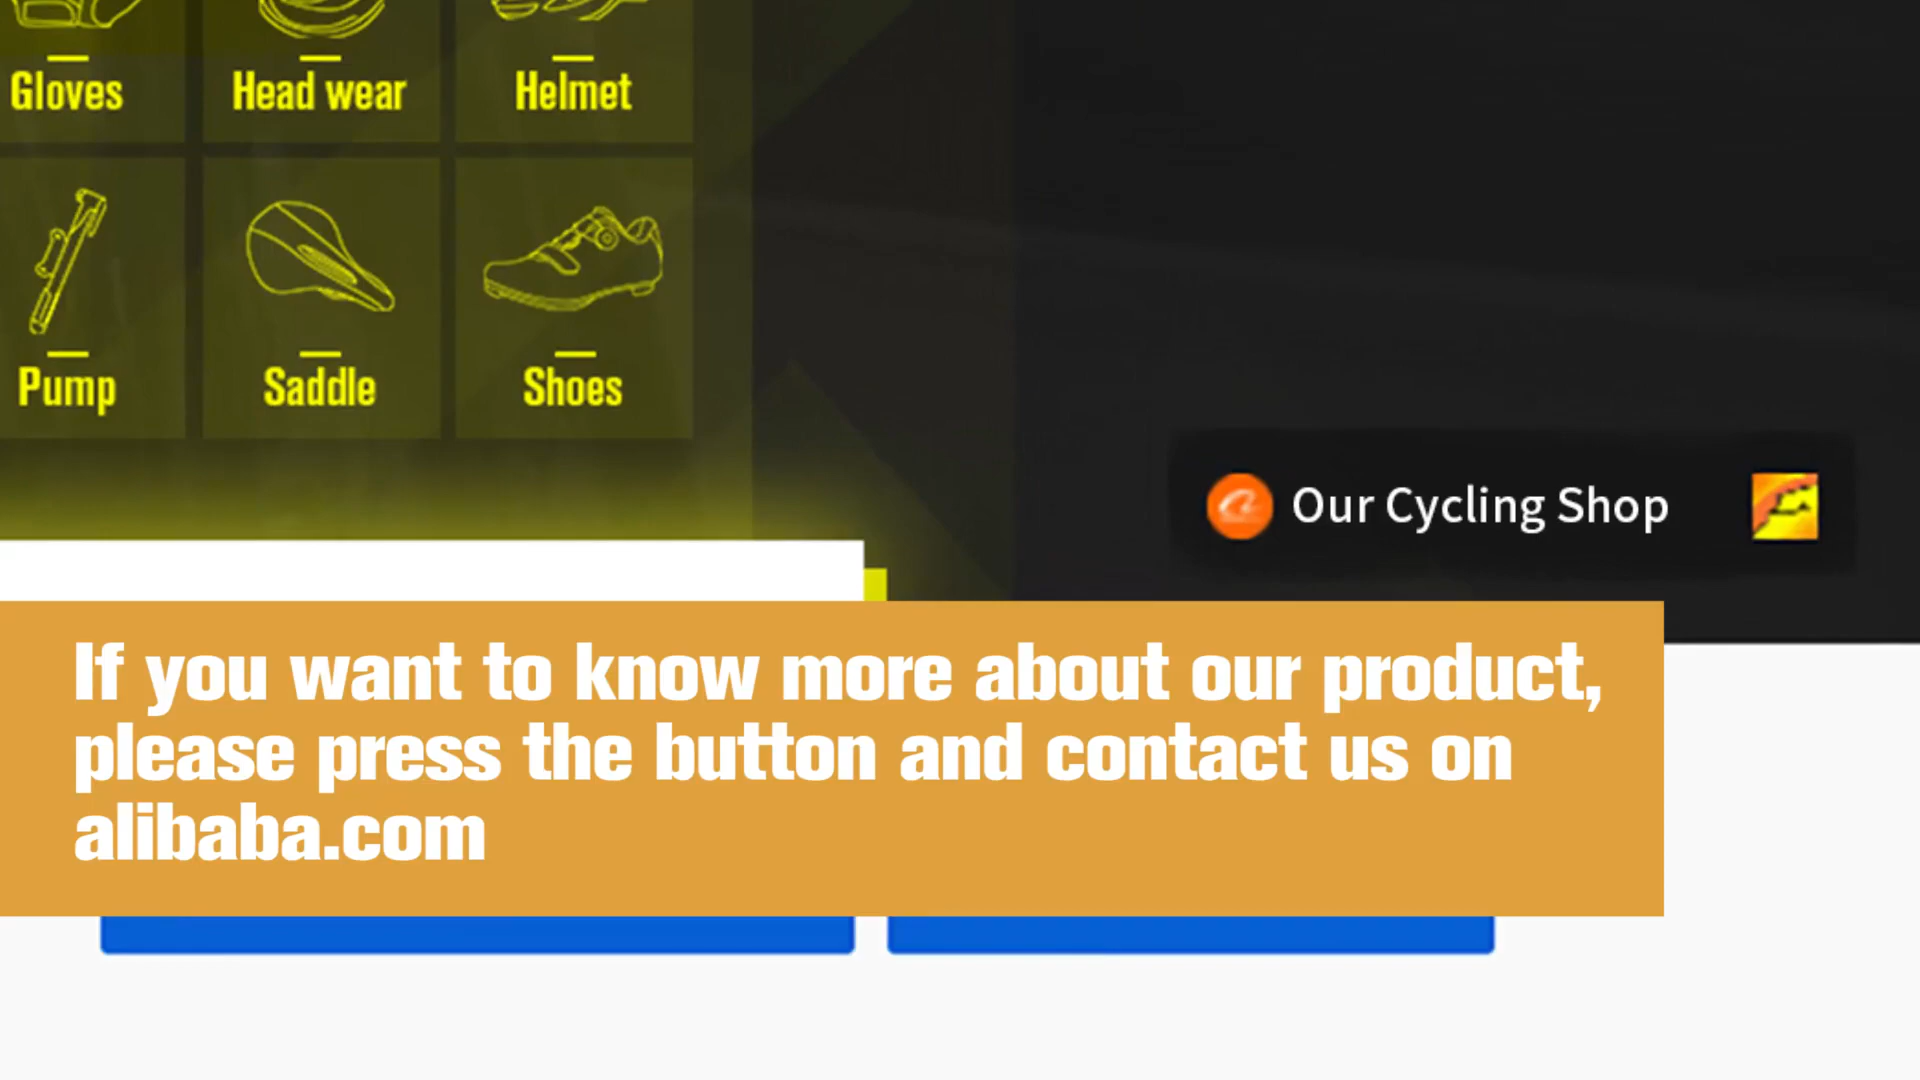 Gloves Head wear Helmet
Pump Saddle Shoes
Our Cycling Shop
If you want to know more about our product,
please press the button and contact us on
alibaba.com